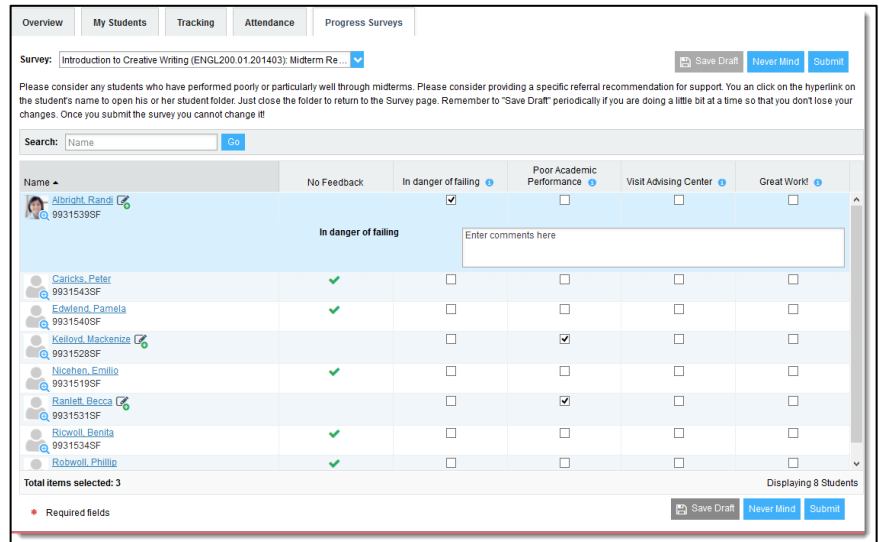 Overview My Students Tracking Attendance Progress Surveys
Survey: Introduction to Creative Writing (ENGL200.01.201403): Midterm Re... Save Draft Never Mind Submit
Please consider any students who have performed poorly or particularly well through midterms. Please consider providing a specific referral recommendation for support. You an click on the hyperlink on
the student's name to open his or her student folder. Just close the folder to return to the Survey page. Remember to "Save Draft" periodically if you are doing a little bit at a time so that you don't lose your
changes. Once you submit the survey you cannot change it!
Search: Name Go
Name No Feedback In danger of failing Poor Academic Performance Visit Advising Center Great Work!
Albright, Randi
9931539SF
In danger of failing Enter comments here
Caricks, Peter
9931543SF
Edwlend, Pamela
9931540SF
Keiloyd, Mackenize
9931528SF
Nicehen, Emilio
9931519SF
Ranlett, Becca
9931531SF
Ricwoll, Benita
9931534SF
Robwoll, Phillip
Total items selected: 3 Displaying 8 Students
* Required fields Save Draft Never Mind Submit